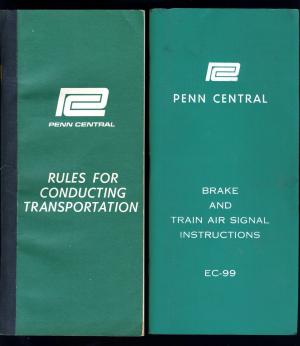 PENN CENTRAL
RULES FOR
CONDUCTING
TRANSPORTATION
PENN CENTRAL
BRAKE
AND
TRAIN AIR SIGNAL
INSTRUCTIONS
EC-99